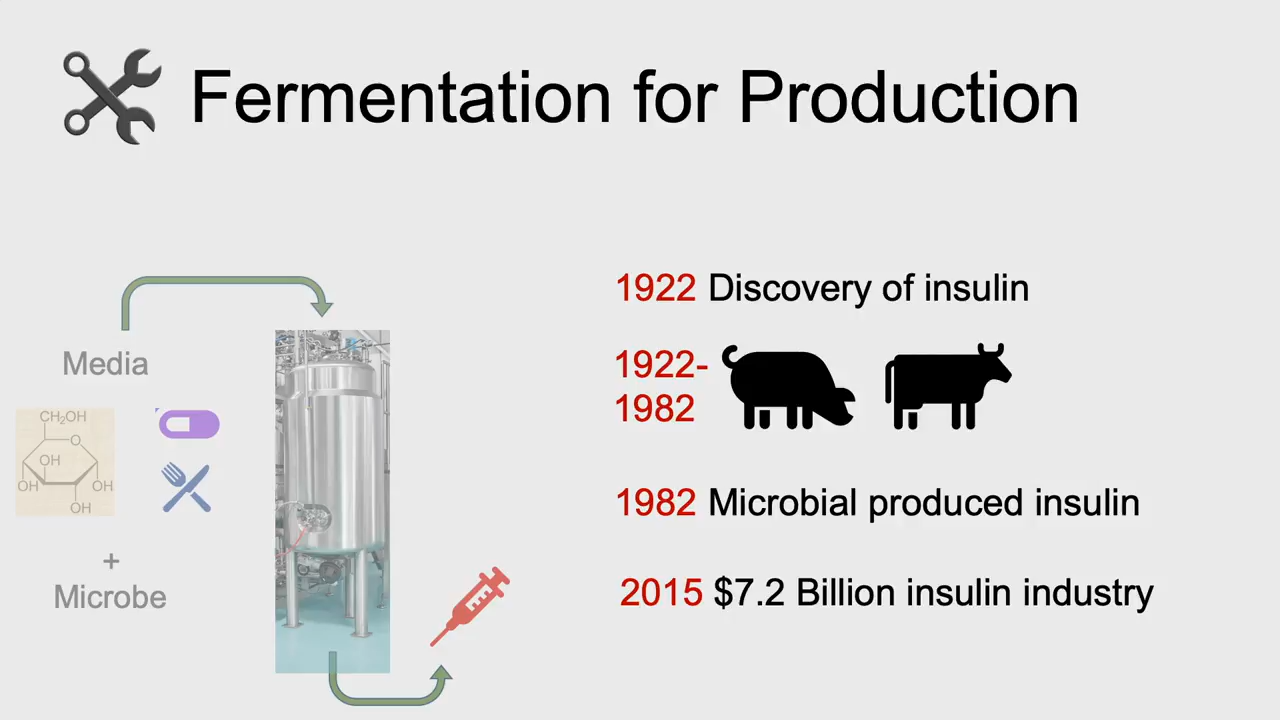 Fermentation for Production
Media
CH₂OH
O
OH
OH
OH
OH
+
Microbe
1922 Discovery of insulin
1922-
1982
1982 Microbial produced insulin
2015 $7.2 Billion insulin industry